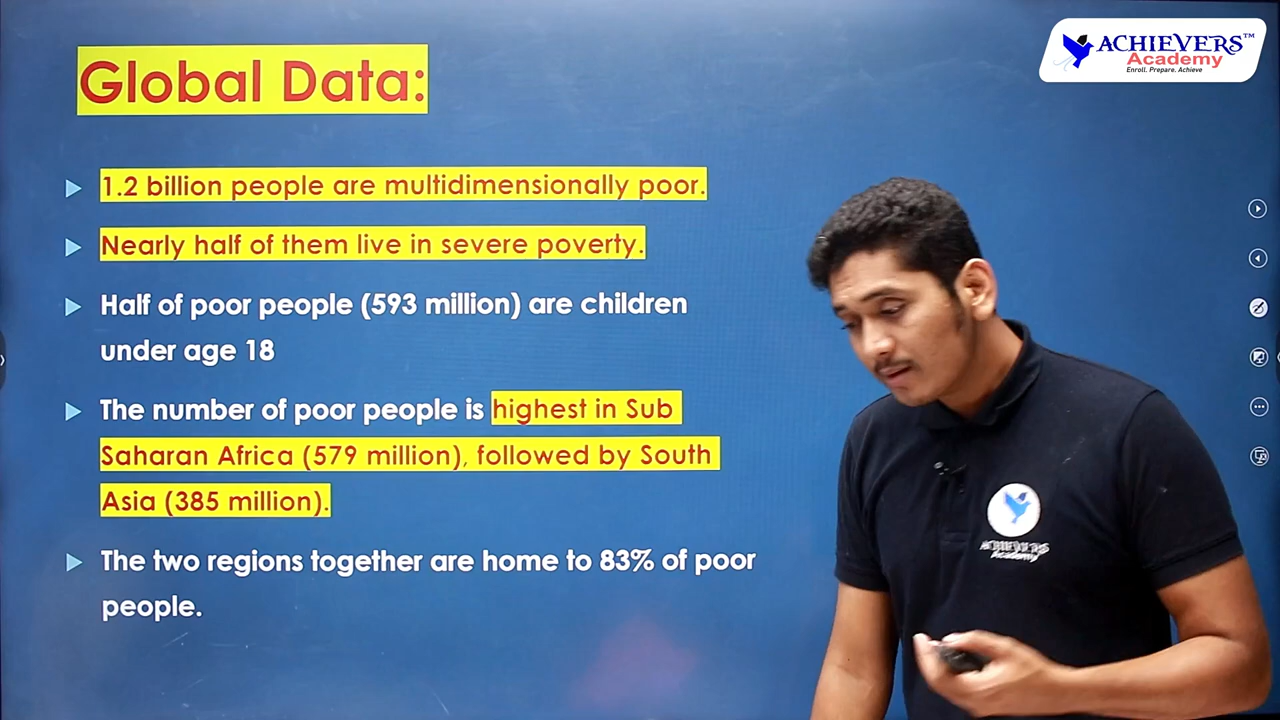 ACHIEVERS™
Academy
Enroll. Prepare. Achieve
Global Data:
1.2 billion people are multidimensionally poor.
Nearly half of them live in severe poverty.
Half of poor people (593 million) are children
under age 18
The number of poor people is highest in Sub
Saharan Africa (579 million), followed by South
Asia (385 million).
The two regions together are home to 83% of poor
people.
ACHIEVERS
Academy